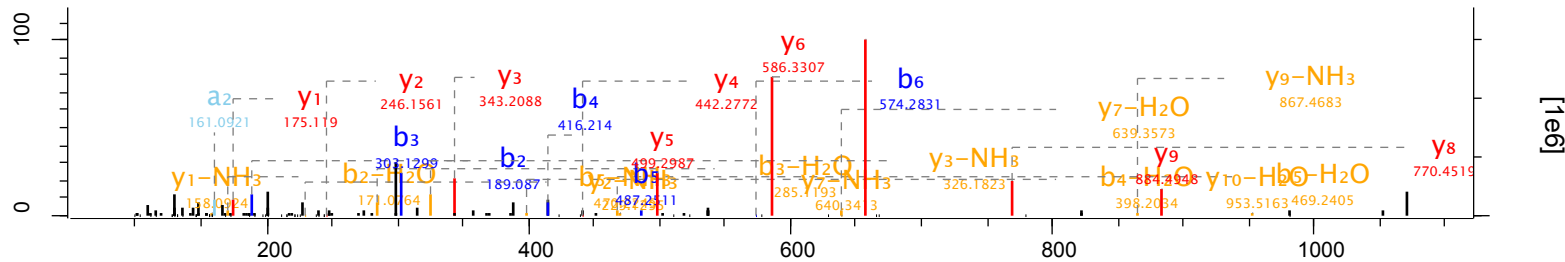 100
0
200
400
600
800
1000
[1e6]
a2
161.0921
y1
175.119
y2
246.1561
y3
343.2088
b3
303.1299
b4
416.214
b2
189.087
y5
499.2987
y4
442.2772
y6
586.3307
b6
574.2831
y9−NH3
867.4683
y7−H2O
639.3573
y8
770.4519
y9
884.4948
y1−NH3
158.0924
b2−H2O
171.0764
b5
487.2511
b3−H2O
285.1193
y7−NH3
640.3413
y3−NH3
326.1823
b4−H2O
398.2034
y10−H2O
953.5163
b5−H2O
469.2405